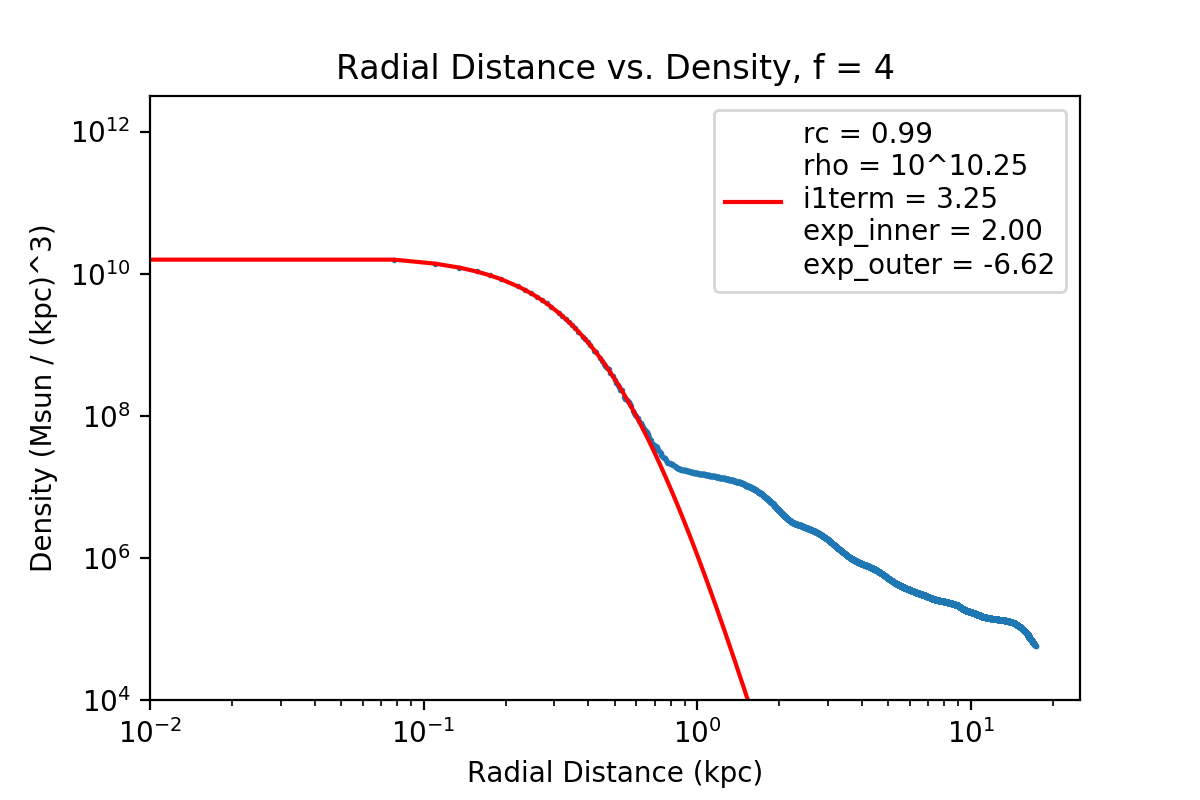 Radial Distance vs. Density, f = 4
10^12
10^10
10^8
10^6
10^4
Density (Msun / (kpc)^3)
rc = 0.99
rho = 10^10.25
i1term = 3.25
exp_inner = 2.00
exp_outer = -6.62
10^-2
10^-1
10^0
10^1
Radial Distance (kpc)